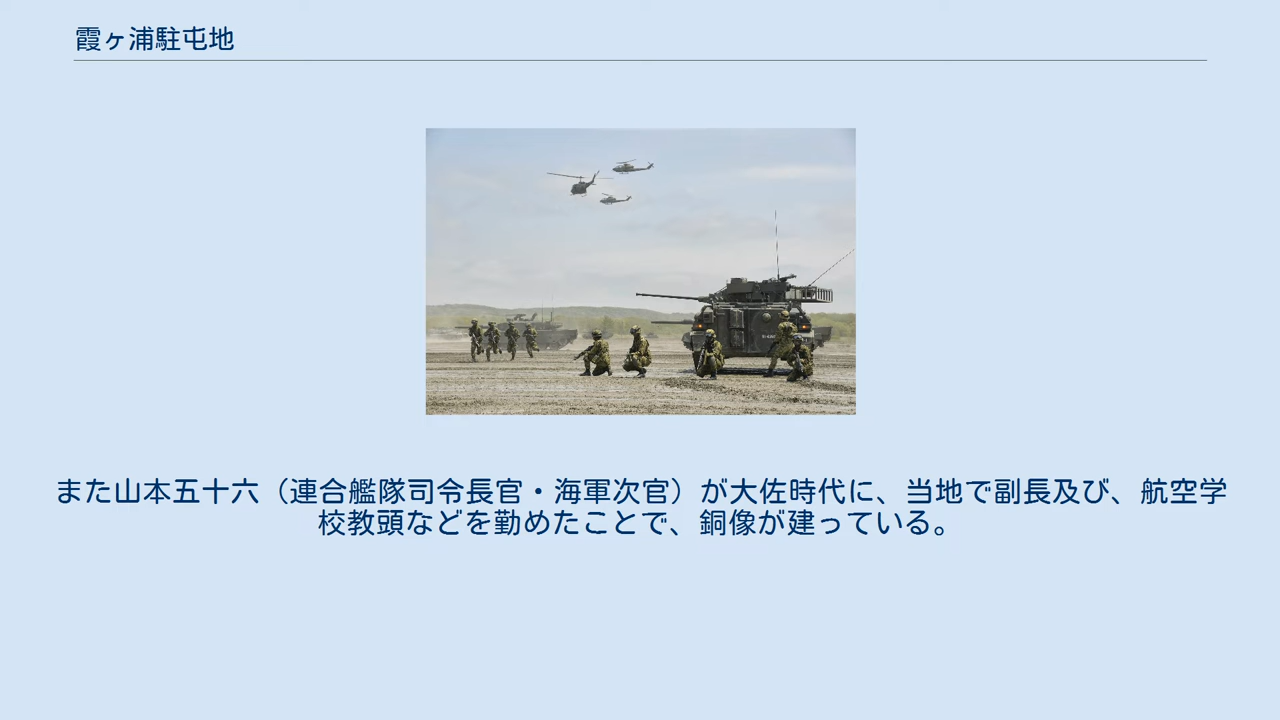 霞ヶ浦駐屯地
また山本五十六（連合艦隊司令長官・海軍次官）が大佐時代に、当地で副長及び、航空学
校教頭などを勤めたことで、銅像が建っている。